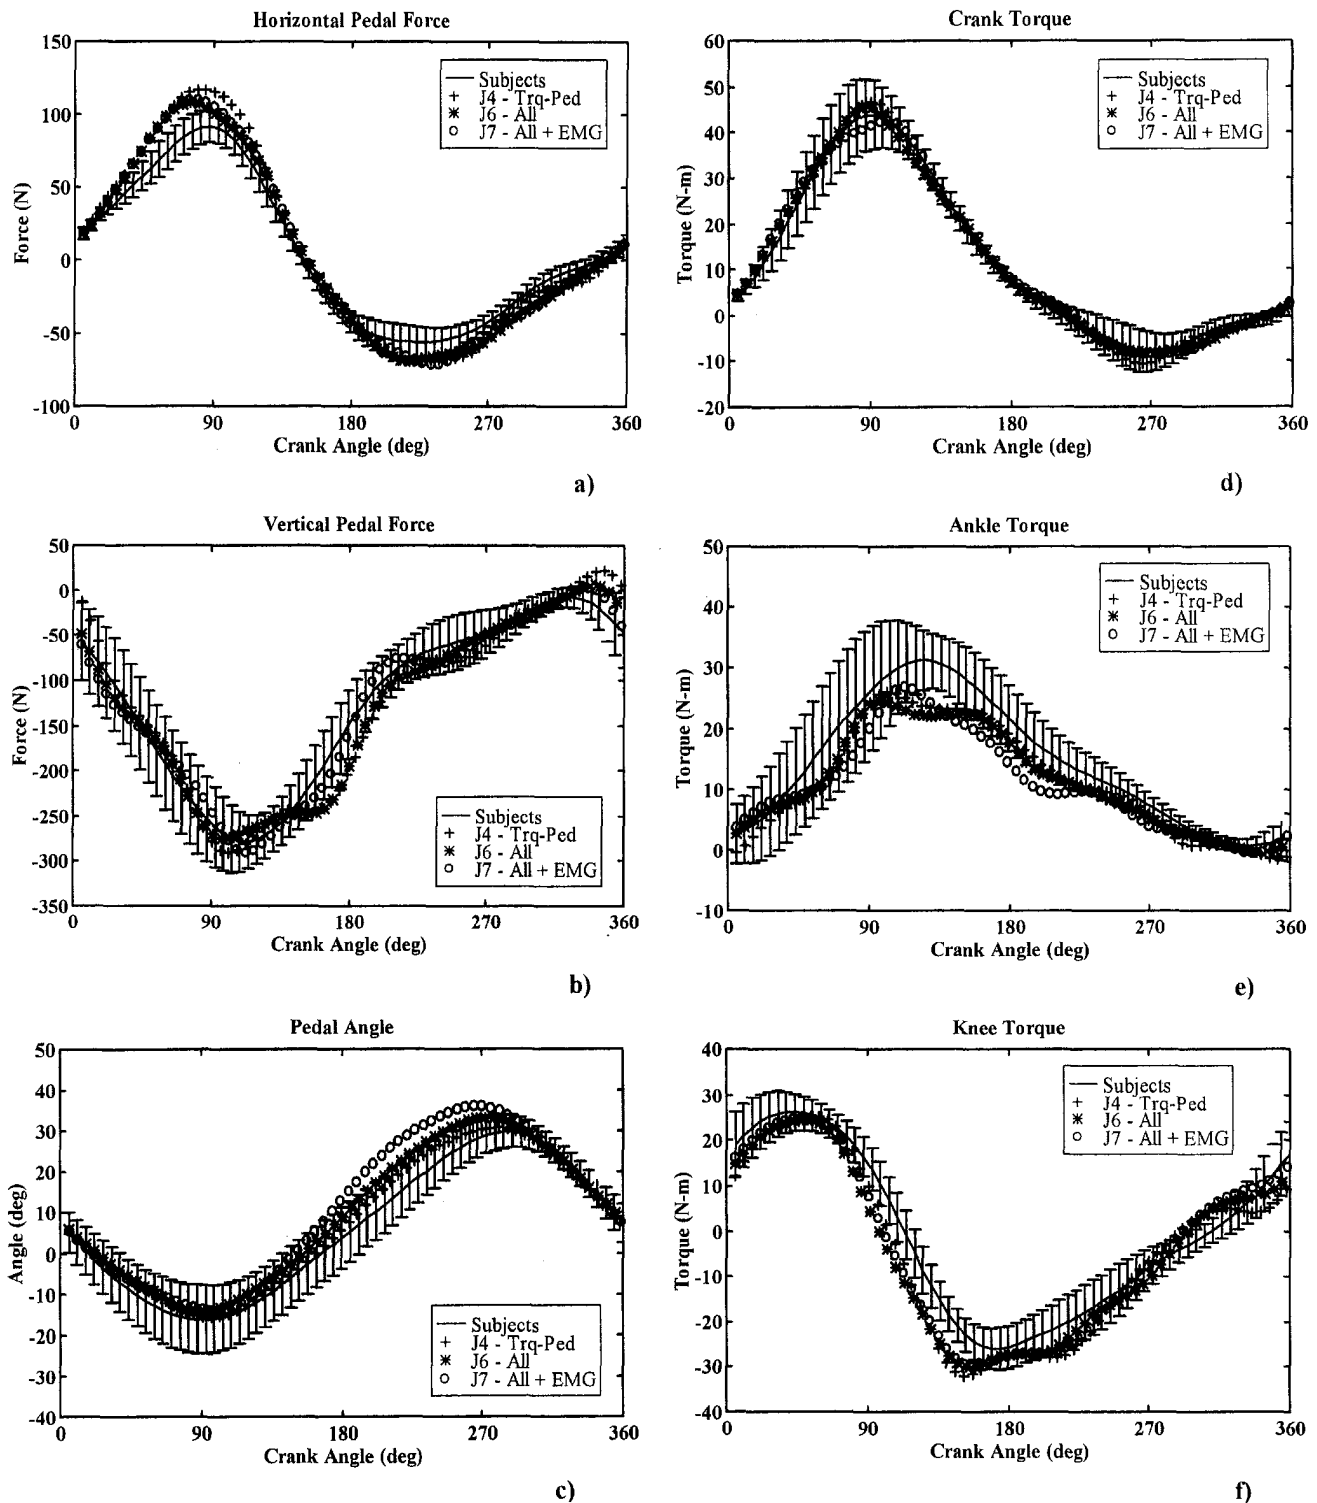 Horizontal Pedal Force
150
100
50
0
-50
-100
Force (N)
Subjects
J4 - Trq-Ped
J6 - All
J7 - All + EMG
0 90 180 270 360
Crank Angle (deg)
a)
Crank Torque
60
50
40
30
20
10
0
-10
-20
Torque (N-m)
Subjects
J4 - Trq-Ped
J6 - All
J7 - All + EMG
0 90 180 270 360
Crank Angle (deg)
d)
Vertical Pedal Force
50
0
-50
-100
-150
-200
-250
-300
-350
Force (N)
Subjects
J4 - Trq-Ped
J6 - All
J7 - All + EMG
0 90 180 270 360
Crank Angle (deg)
b)
Ankle Torque
50
40
30
20
10
0
-10
Torque (N-m)
Subjects
J4 - Trq-Ped
J6 - All
J7 - All + EMG
0 90 180 270 360
Crank Angle (deg)
e)
Pedal Angle
50
40
30
20
10
0
-10
-20
-30
-40
Angle (deg)
Subjects
J4 - Trq-Ped
J6 - All
J7 - All + EMG
0 90 180 270 360
Crank Angle (deg)
c)
Knee Torque
40
30
20
10
0
-10
-20
-30
-40
Torque (N-m)
Subjects
J4 - Trq-Ped
J6 - All
J7 - All + EMG
0 90 180 270 360
Crank Angle (deg)
f)